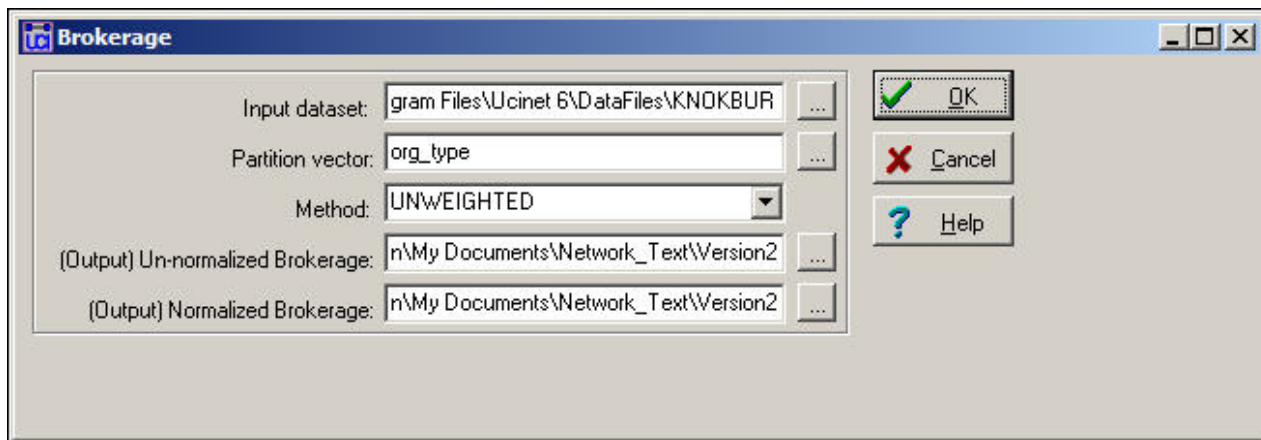 Brokerage
Input dataset: gram Files\Ucinet 6\DataFiles\KNOKBUR ...
Partition vector: org_type ...
Method: UNWEIGHTED
(Output) Un-normalized Brokerage: n\My Documents\Network_Text\Version2 ...
(Output) Normalized Brokerage: n\My Documents\Network_Text\Version2 ...
OK
Cancel
Help